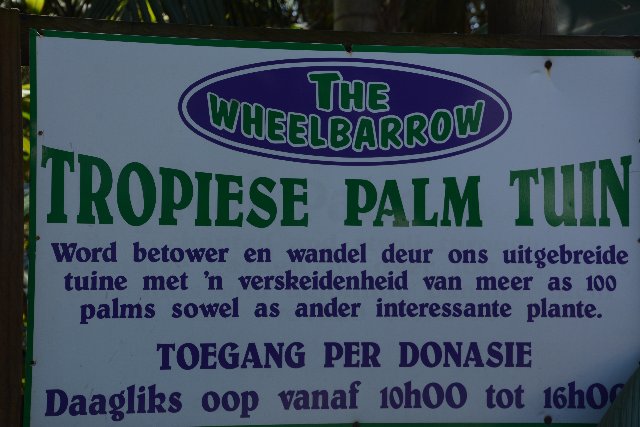 THE
WHEELBARROW
TROPIESE PALM TUIN
Word betower en wandel deur ons uitgebreide
tuine met 'n verskeidenheid van meer as 100
palms sowel as ander interessante plante.
TOEGANG PER DONASIE
Daagliks oop vanaf 10h00 tot 16h00